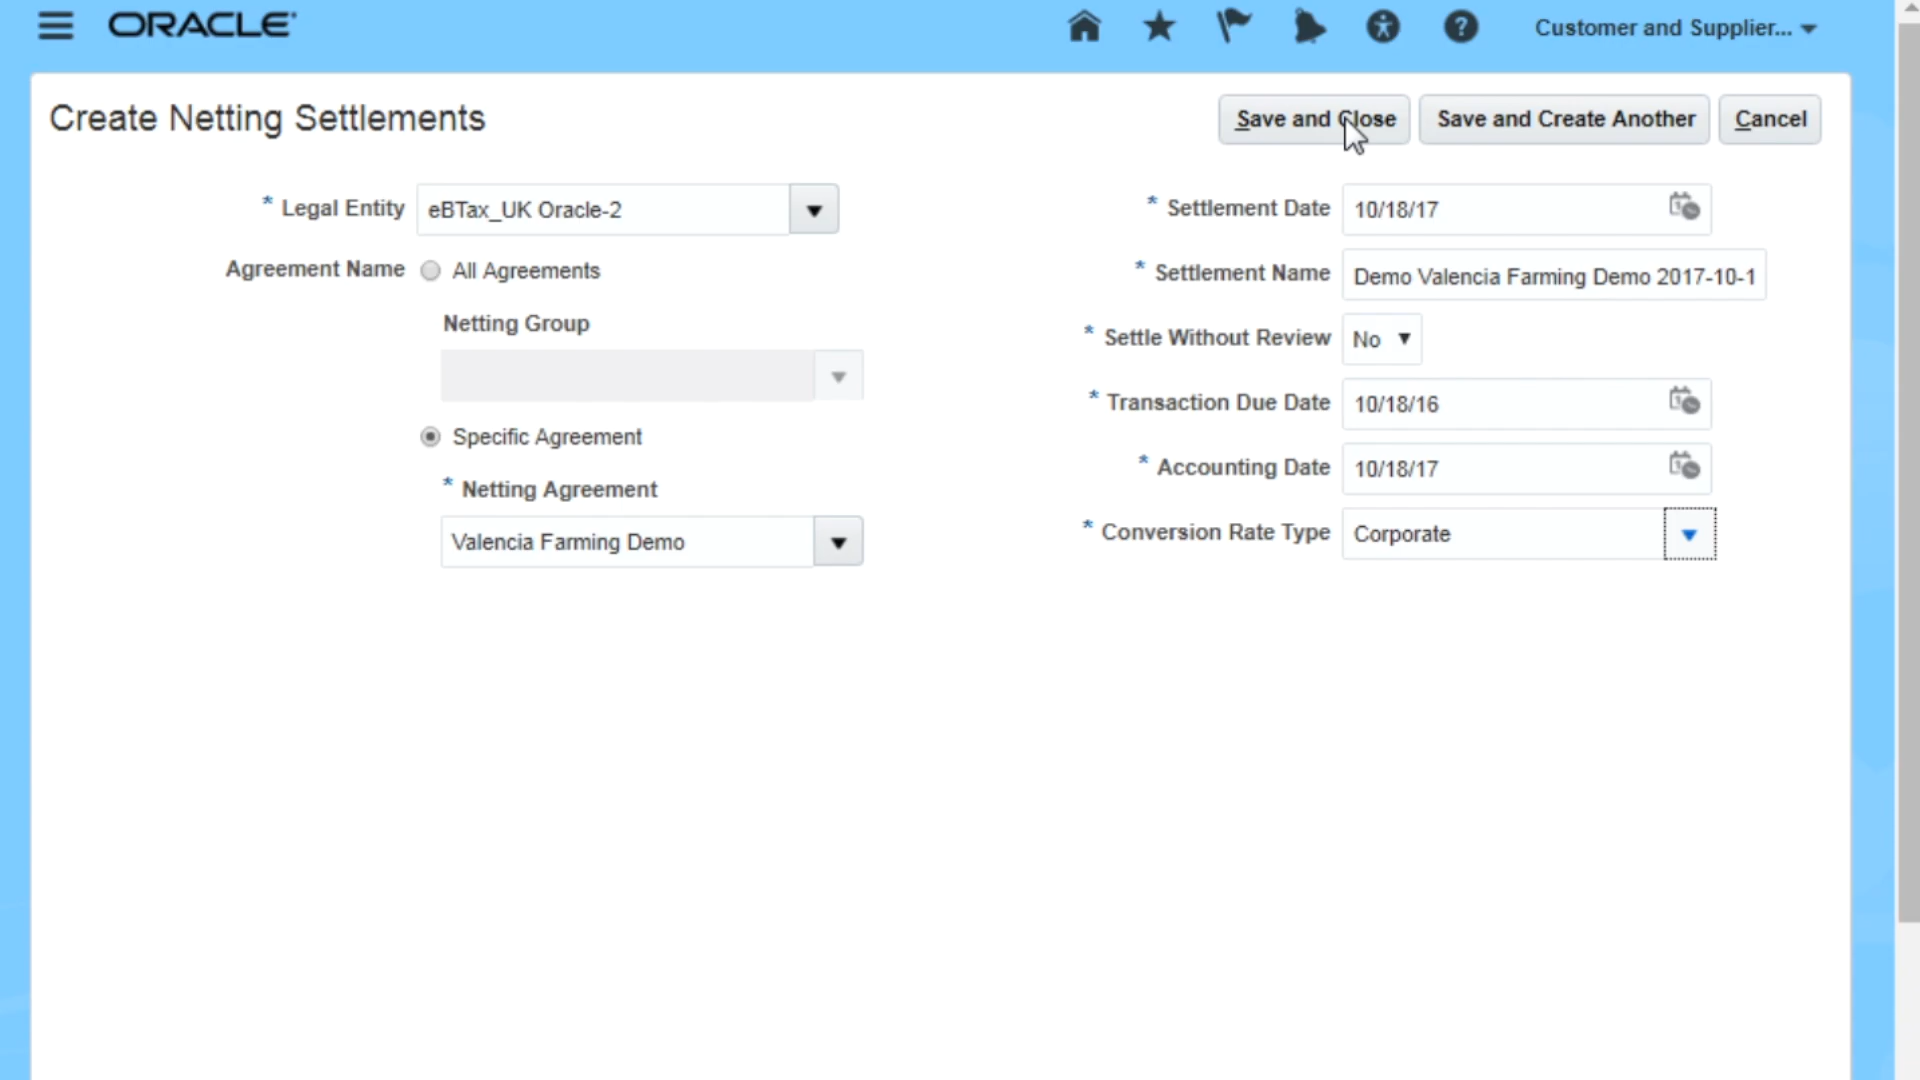 ORACLE
Customer and Supplier...
Create Netting Settlements
Save and Close
Save and Create Another
Cancel
* Legal Entity
eBTax_UK Oracle-2
Agreement Name
All Agreements
Netting Group
Specific Agreement
* Netting Agreement
Valencia Farming Demo
* Settlement Date
10/18/17
* Settlement Name
Demo Valencia Farming Demo 2017-10-1
* Settle Without Review
No
* Transaction Due Date
10/18/16
* Accounting Date
10/18/17
* Conversion Rate Type
Corporate